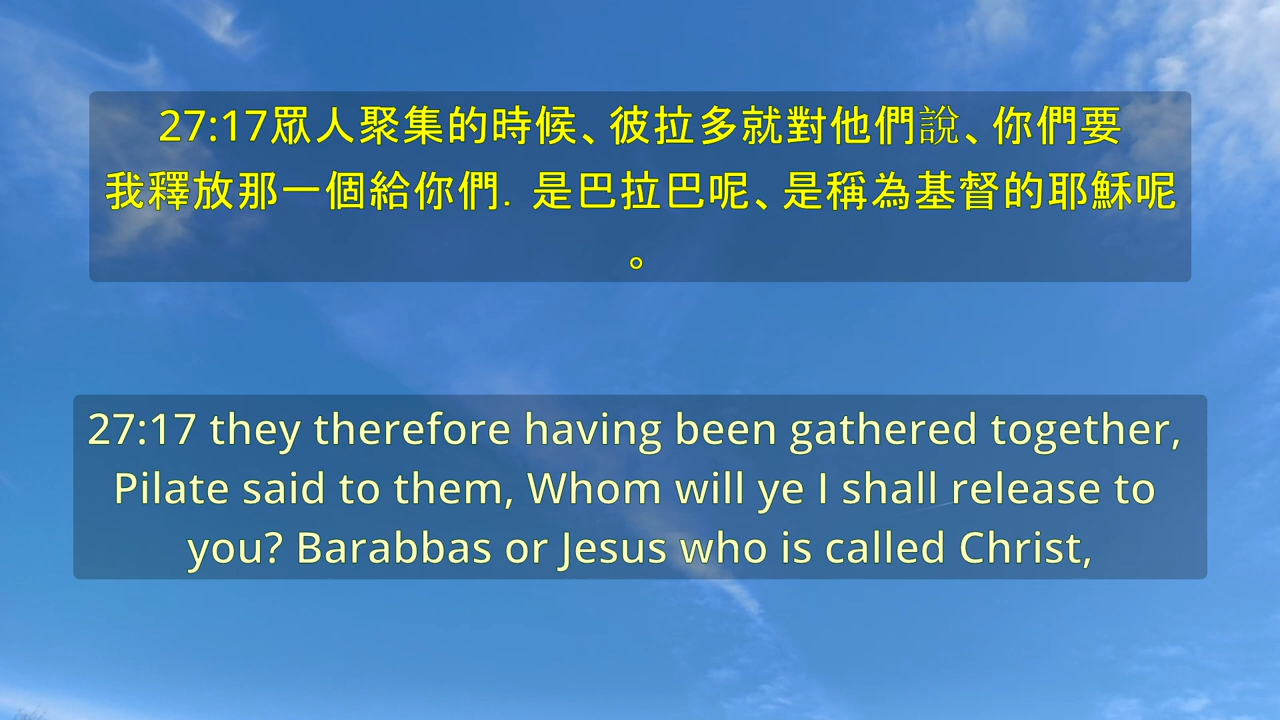 27:17眾人聚集的時候、彼拉多就對他們說、你們要
我釋放那一個給你們．是巴拉巴呢、是稱為基督的耶穌呢
。
27:17 they therefore having been gathered together,
Pilate said to them, Whom will ye I shall release to
you? Barabbas or Jesus who is called Christ,